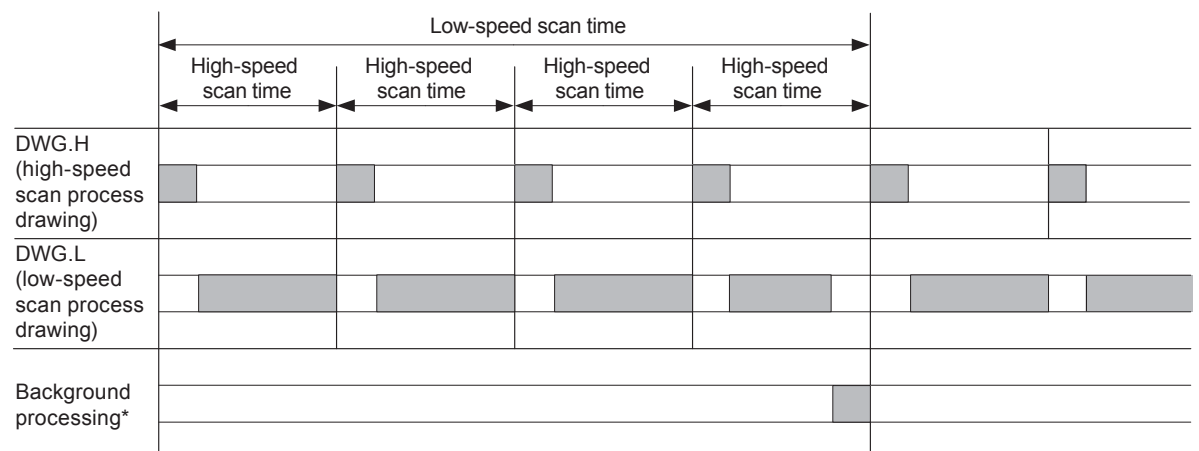 Low-speed scan time
High-speed
scan time
High-speed
scan time
High-speed
scan time
High-speed
scan time
DWG.H
(high-speed
scan process
drawing)
DWG.L
(low-speed
scan process
drawing)
Background
processing*